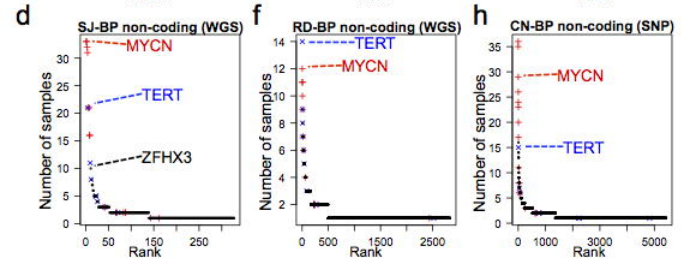 d
SJ-BP non-coding (WGS)
Number of samples
30
25
20
15
10
5
0
MYCN
TERT
ZFHX3
0 50 150 250
Rank
f
RD-BP non-coding (WGS)
Number of samples
14
12
10
8
6
4
2
TERT
MYCN
0 500 1500 2500
Rank
h
CN-BP non-coding (SNP)
Number of samples
35
30
25
20
15
10
5
0
MYCN
TERT
0 1000 3000 5000
Rank